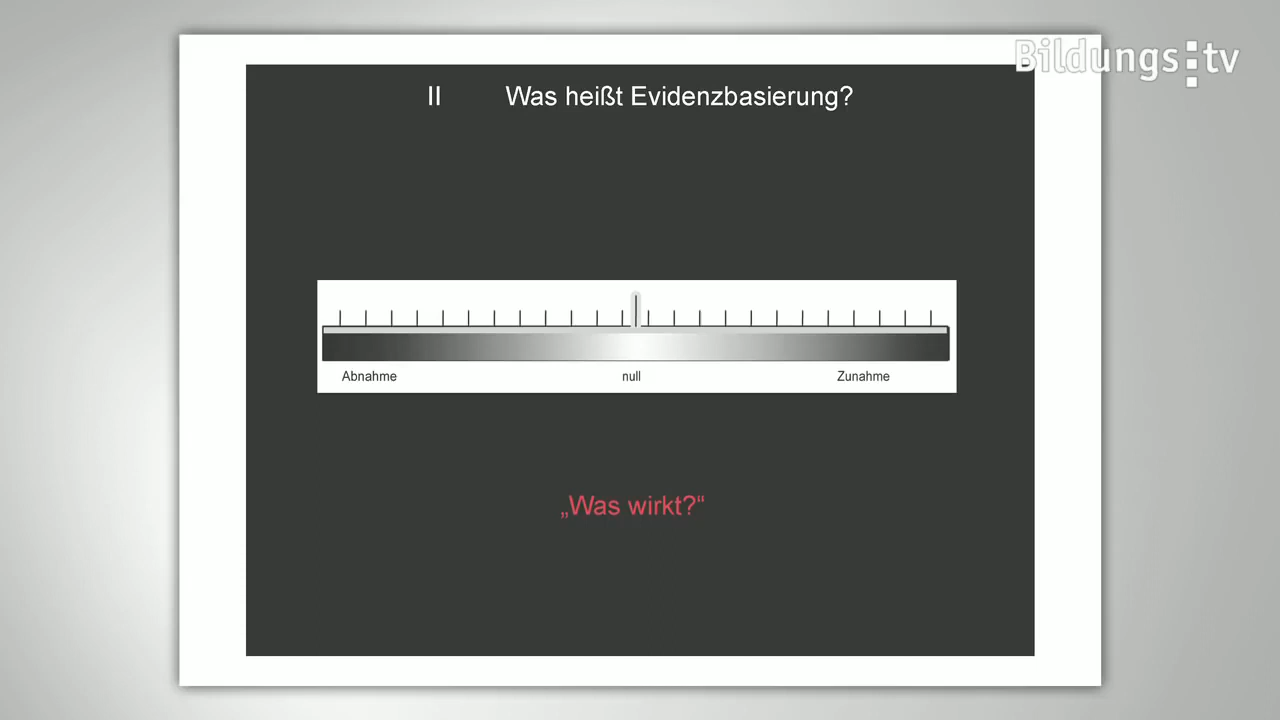 Bildungs:tv
II Was heißt Evidenzbasierung?
Abnahme null Zunahme
„Was wirkt?“